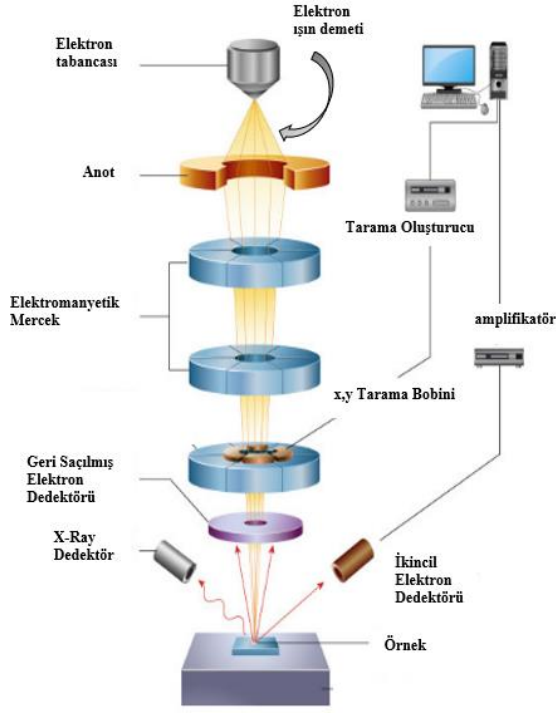 Elektron
ışın demeti
Elektron
tabancası
Anot
Tarama Oluşturucu
Elektromanyetik
Mercek
amplifikatör
x,y Tarama Bobini
Geri Saçılmış
Elektron
Dedektörü
X-Ray
Dedektör
İkincil
Elektron
Dedektörü
Örnek